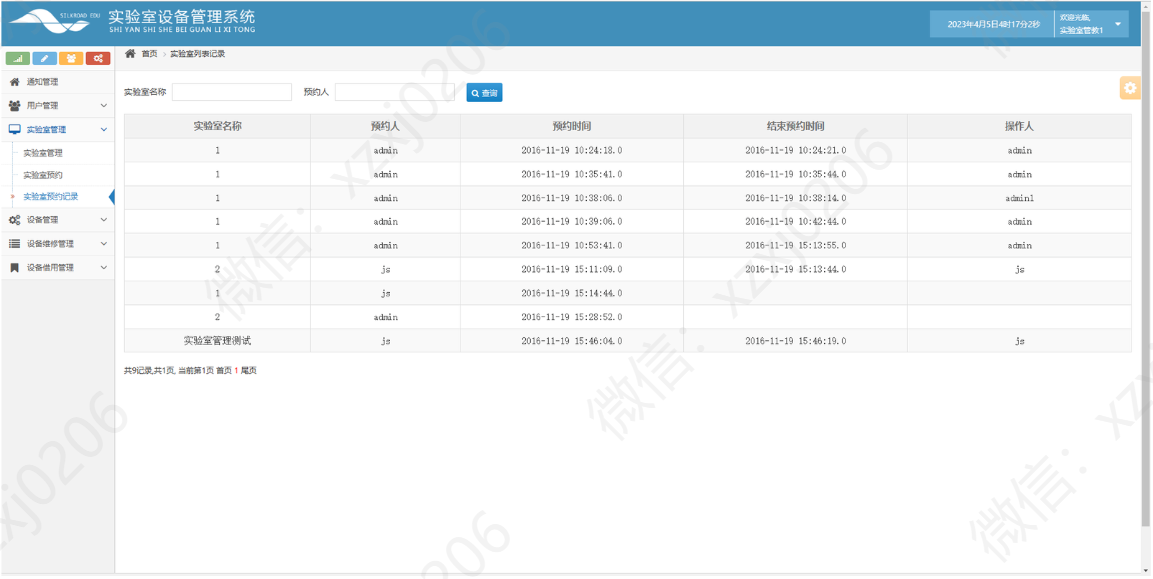 SILKROAD EDU 实验室设备管理系统
SHI YAN SHI SHE BEI GUAN LI XI TONG
2023年4月5日4时17分2秒 欢迎光临,
实验室管教1
首页 > 实验室列表记录
通知管理
用户管理
实验室管理
实验室管理
实验室预约
» 实验室预约记录
设备管理
设备维修管理
设备借用管理
实验室名称 预约人 查询
实验室名称 预约人 预约时间 结束预约时间 操作人
1 admin 2016-11-19 10:24:18.0 2016-11-19 10:24:21.0 admin
1 admin 2016-11-19 10:35:41.0 2016-11-19 10:35:44.0 admin
1 admin 2016-11-19 10:38:06.0 2016-11-19 10:38:14.0 admin1
1 admin 2016-11-19 10:39:06.0 2016-11-19 10:42:44.0 admin
1 admin 2016-11-19 10:53:41.0 2016-11-19 15:13:55.0 admin
2 js 2016-11-19 15:11:09.0 2016-11-19 15:13:44.0 js
1 js 2016-11-19 15:14:44.0
2 admin 2016-11-19 15:28:52.0
实验室管理测试 js 2016-11-19 15:46:04.0 2016-11-19 15:46:19.0 js
共9记录,共1页, 当前第1页 首页 1 尾页
微信：xzxj0206
微信：xzxj0206
微信：xz
微信：xz
xj0206
0206